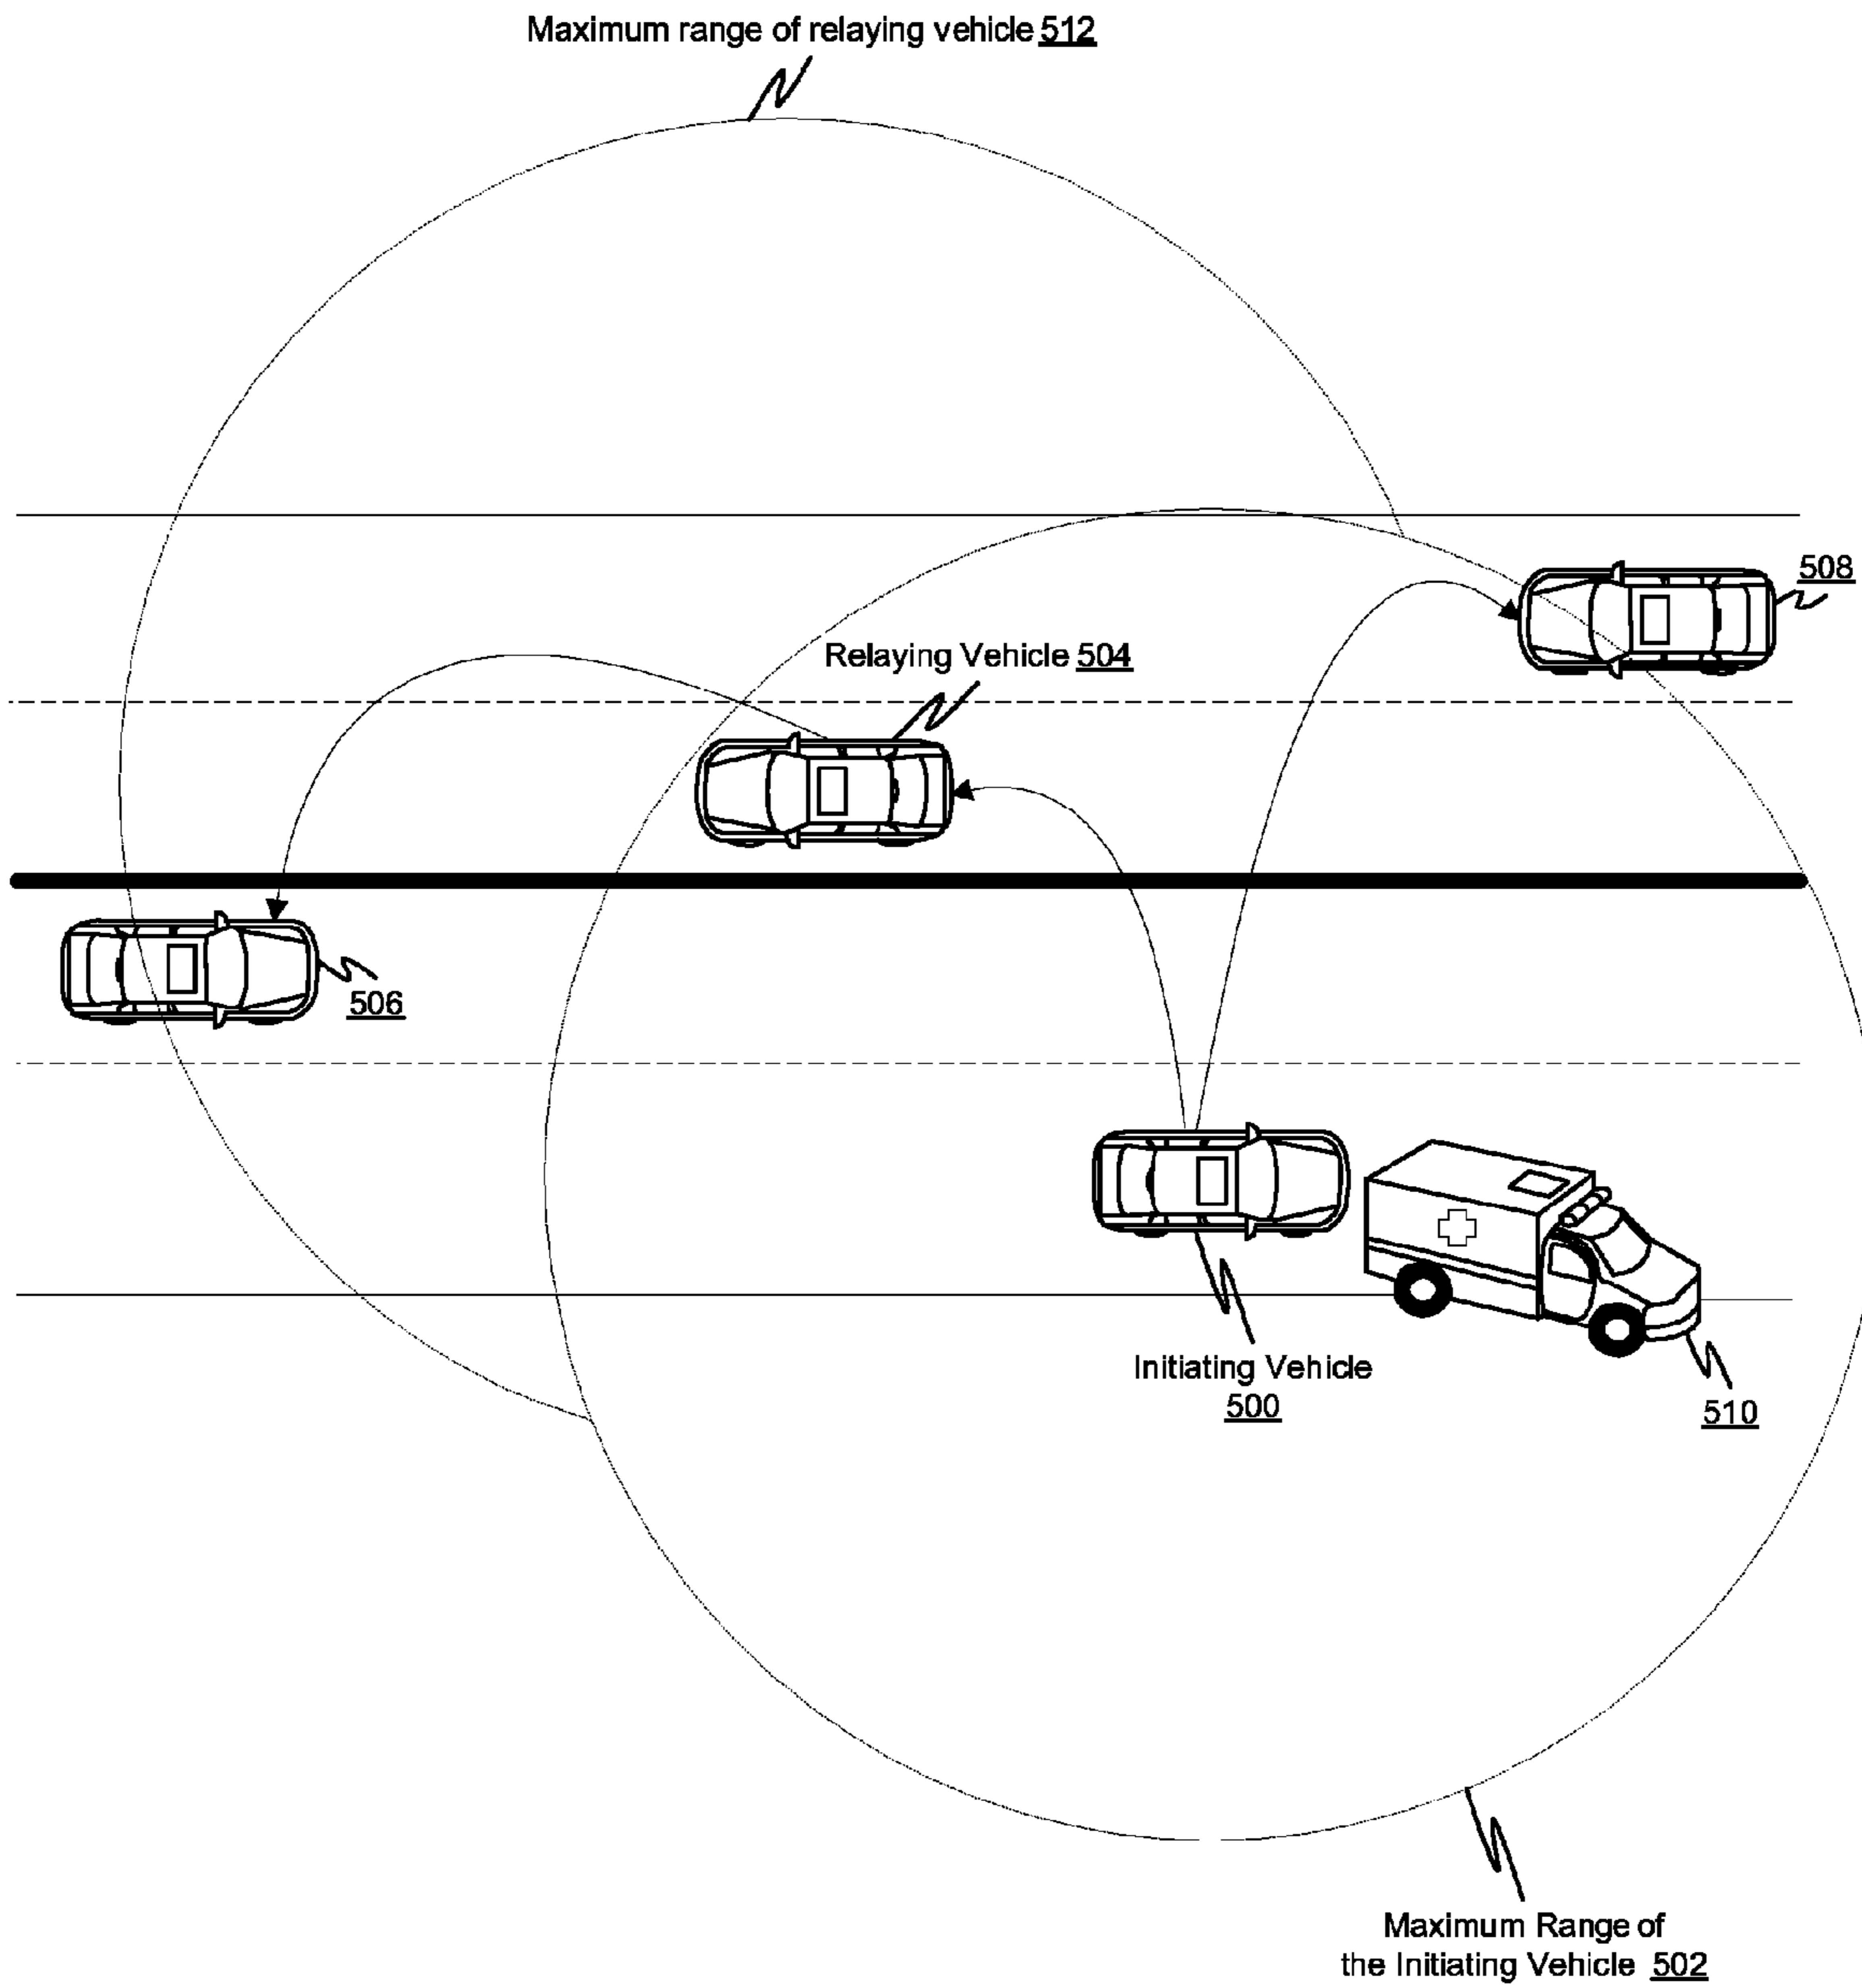 Maximum range of relaying vehicle 512
508
Relaying Vehicle 504
506
Initiating Vehicle
500
510
Maximum Range of
the Initiating Vehicle 502